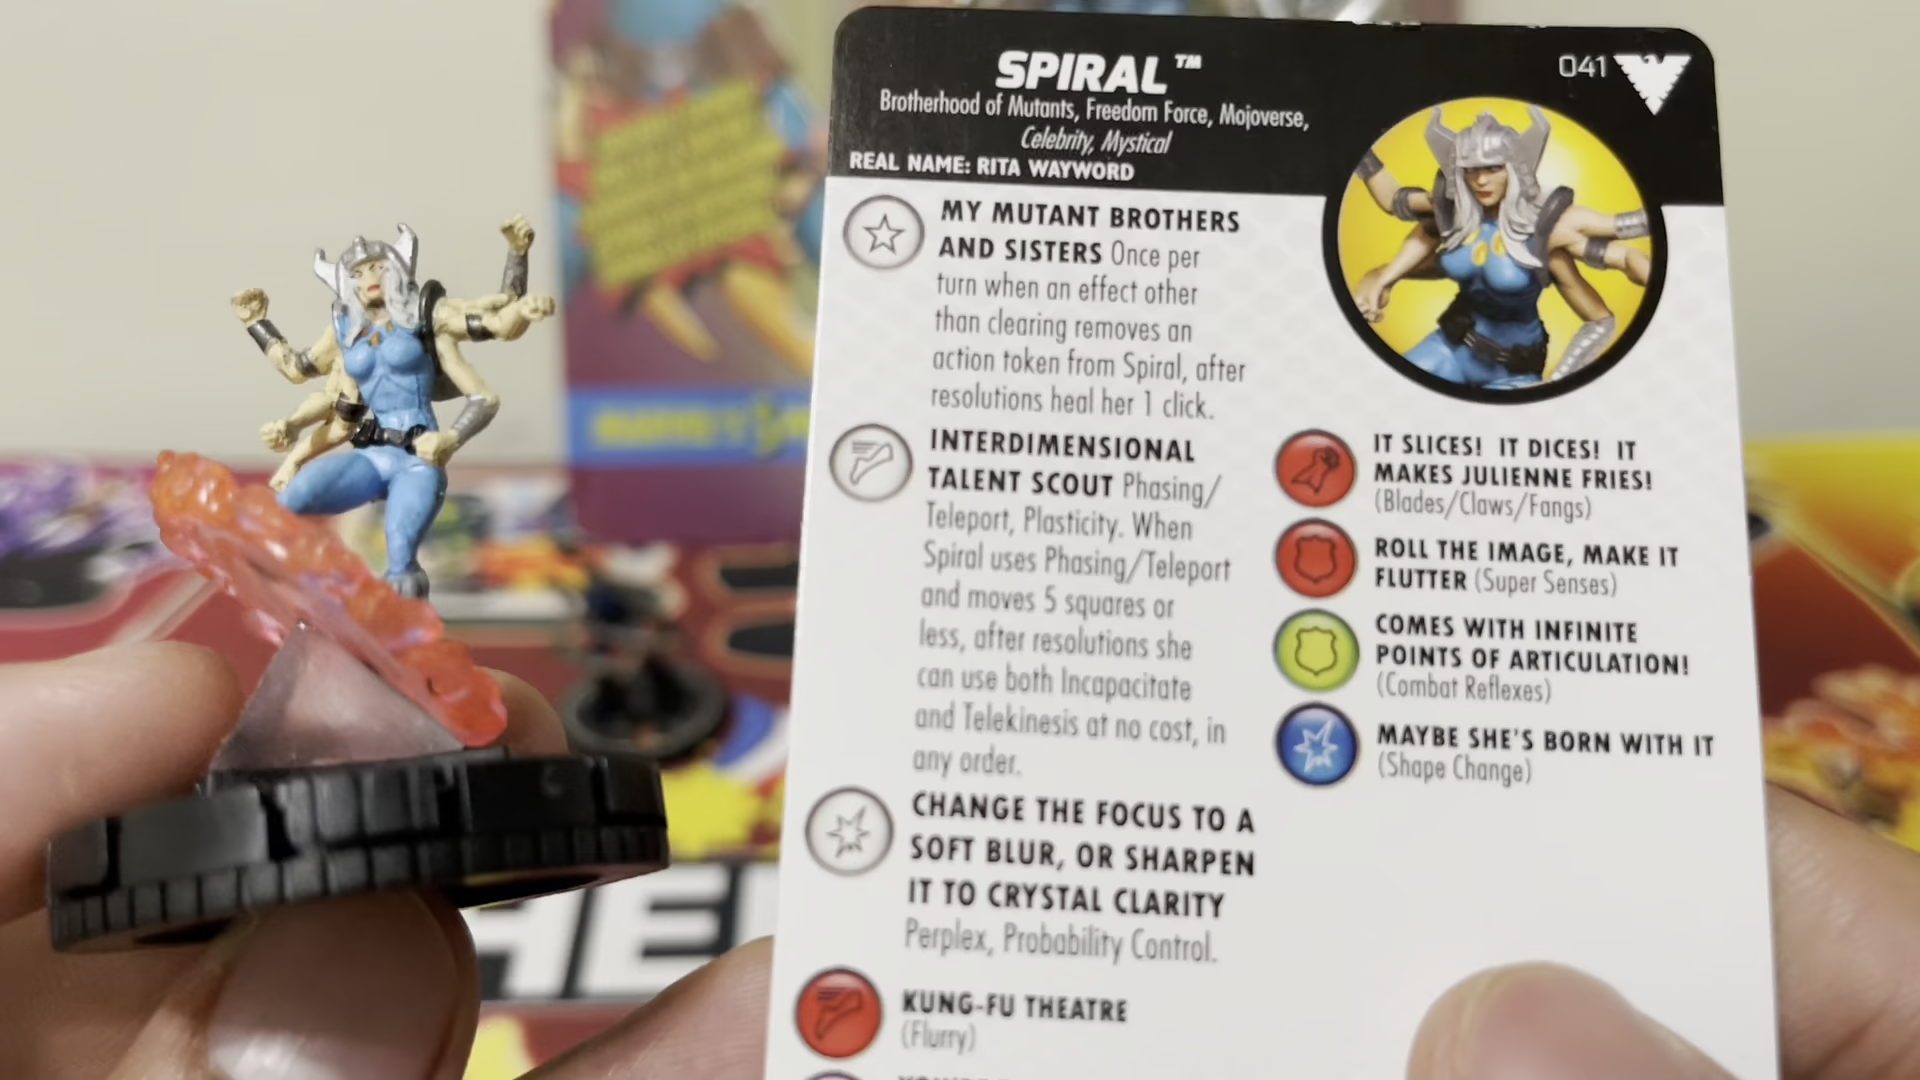 SPIRAL™
041
Brotherhood of Mutants, Freedom Force, Mojoverse,
Celebrity, Mystical
REAL NAME: RITA WAYWORD
MY MUTANT BROTHERS
AND SISTERS Once per
turn when an effect other
than clearing removes an
action token from Spiral, after
resolutions heal her 1 click.
INTERDIMENSIONAL
TALENT SCOUT Phasing/
Teleport, Plasticity. When
Spiral uses Phasing/Teleport
and moves 5 squares or
less, after resolutions she
can use both Incapacitate
and Telekinesis at no cost, in
any order.
CHANGE THE FOCUS TO A
SOFT BLUR, OR SHARPEN
IT TO CRYSTAL CLARITY
Perplex, Probability Control.
KUNG-FU THEATRE
(Flurry)
IT SLICES! IT DICES! IT
MAKES JULIENNE FRIES!
(Blades/Claws/Fangs)
ROLL THE IMAGE, MAKE IT
FLUTTER (Super Senses)
COMES WITH INFINITE
POINTS OF ARTICULATION!
(Combat Reflexes)
MAYBE SHE'S BORN WITH IT
(Shape Change)
HE